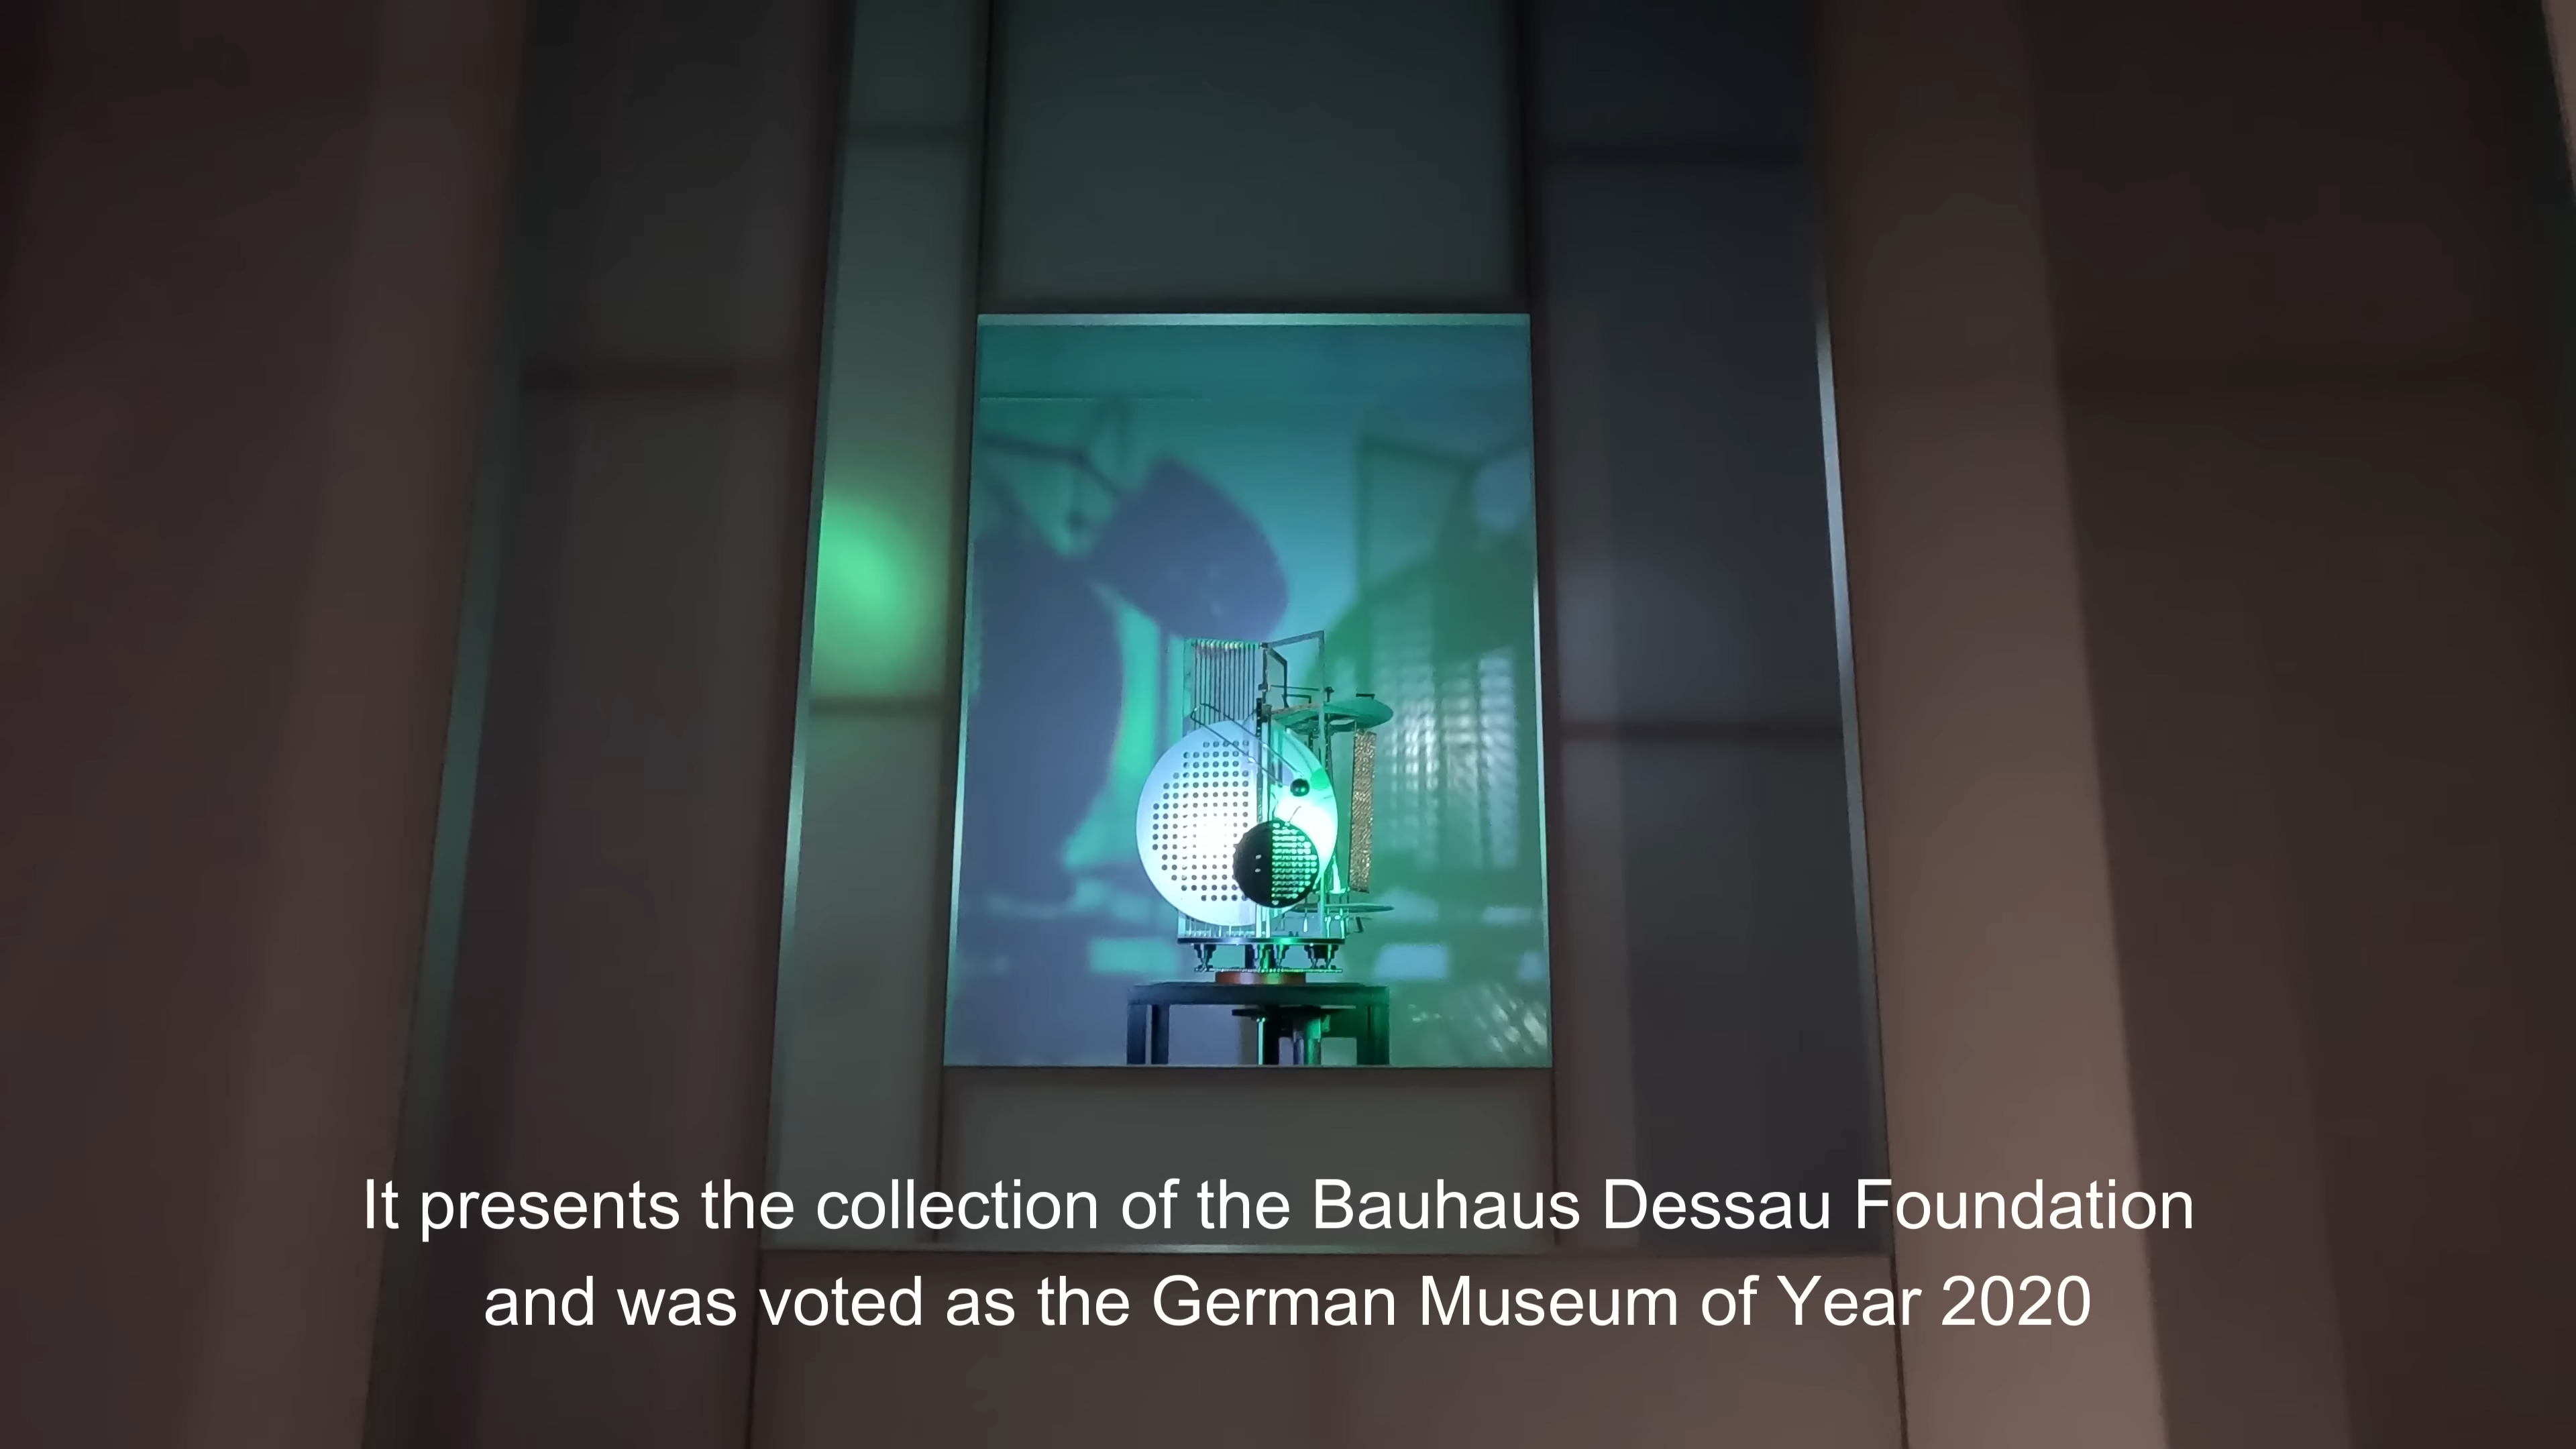 It presents the collection of the Bauhaus Dessau Foundation
and was voted as the German Museum of Year 2020